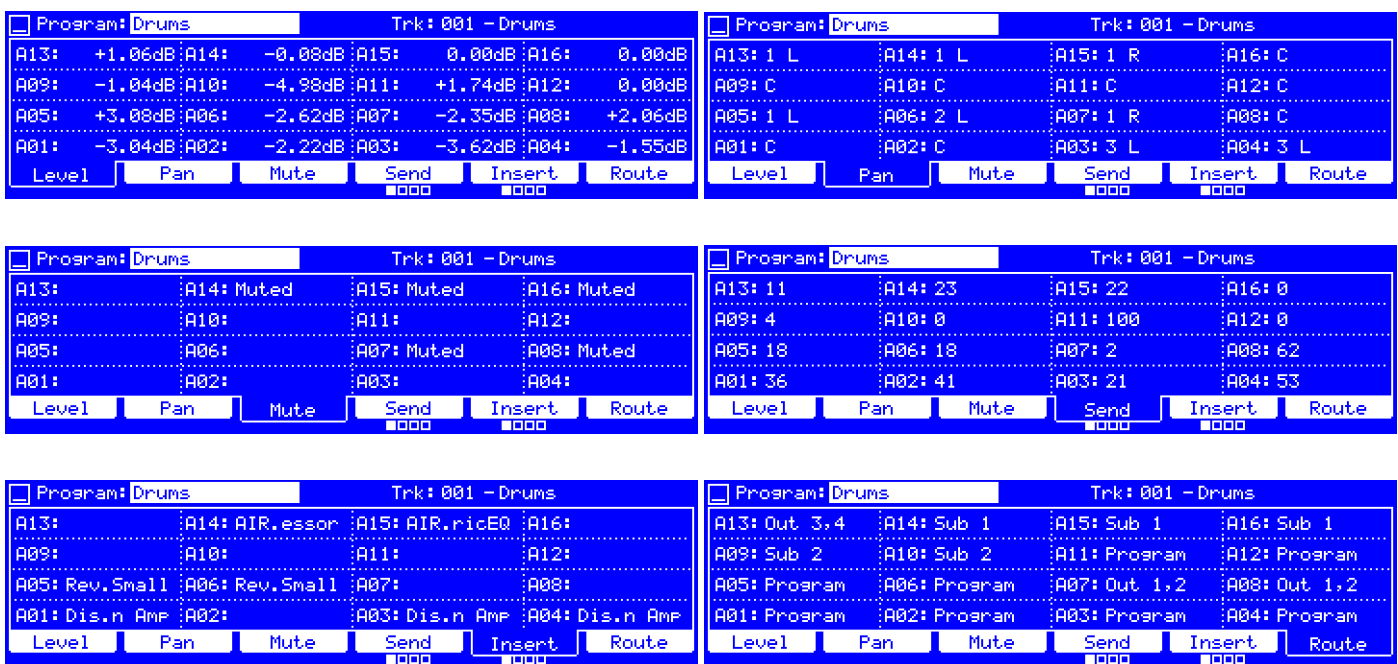 Program: Drums Trk: 001 - Drums
A13: +1.06dB A14: -0.08dB A15: 0.00dB A16: 0.00dB
A09: -1.04dB A10: -4.98dB A11: +1.74dB A12: 0.00dB
A05: +3.08dB A06: -2.62dB A07: -2.35dB A08: +2.06dB
A01: -3.04dB A02: -2.22dB A03: -3.62dB A04: -1.55dB
Level Pan Mute Send Insert Route
Program: Drums Trk: 001 - Drums
A13: 1 L A14: 1 L A15: 1 R A16: C
A09: C A10: C A11: C A12: C
A05: 1 L A06: 2 L A07: 1 R A08: C
A01: C A02: C A03: 3 L A04: 3 L
Level Pan Mute Send Insert Route
Program: Drums Trk: 001 - Drums
A13: A14: Muted A15: Muted A16: Muted
A09: A10: A11: A12:
A05: A06: A07: Muted A08: Muted
A01: A02: A03: A04:
Level Pan Mute Send Insert Route
Program: Drums Trk: 001 - Drums
A13: 11 A14: 23 A15: 22 A16: 0
A09: 4 A10: 0 A11: 100 A12: 0
A05: 18 A06: 18 A07: 2 A08: 62
A01: 36 A02: 41 A03: 21 A04: 53
Level Pan Mute Send Insert Route
Program: Drums Trk: 001 - Drums
A13: A14: AIR.essor A15: AIR.ricEQ A16:
A09: A10: A11: A12:
A05: Rev.Small A06: Rev.Small A07: A08:
A01: Dis.n Amp A02: A03: Dis.n Amp A04: Dis.n Amp
Level Pan Mute Send Insert Route
Program: Drums Trk: 001 - Drums
A13: Out 3,4 A14: Sub 1 A15: Sub 1 A16: Sub 1
A09: Sub 2 A10: Sub 2 A11: Program A12: Program
A05: Program A06: Program A07: Out 1,2 A08: Out 1,2
A01: Program A02: Program A03: Program A04: Program
Level Pan Mute Send Insert Route